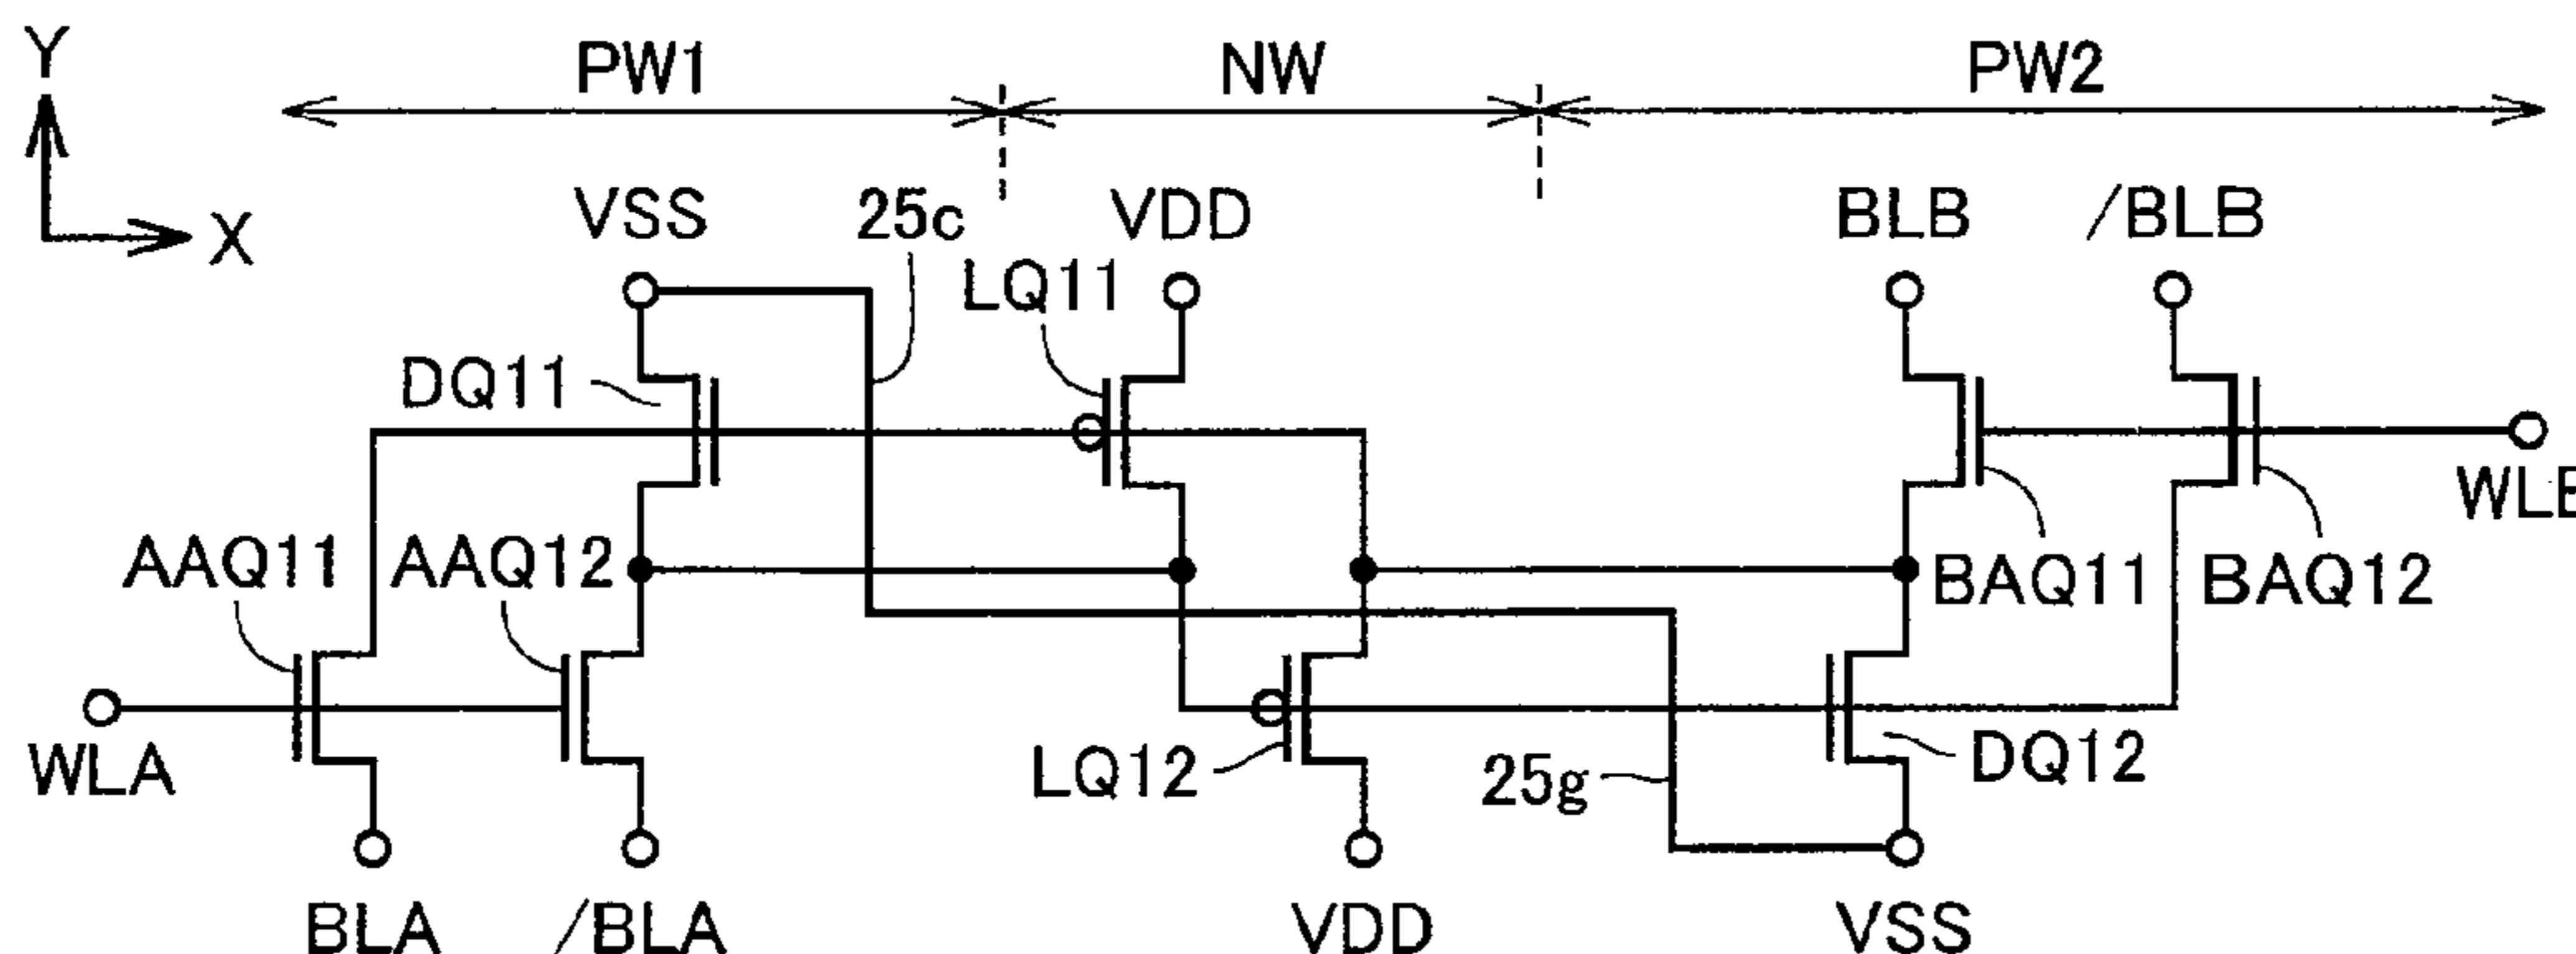 Y
X
PW1 NW PW2
VSS 25c VDD BLB /BLB
LQ11
DQ11
WLB
AAQ11 AAQ12 BAQ11 BAQ12
WLA LQ12 25g DQ12
BLA /BLA VDD VSS